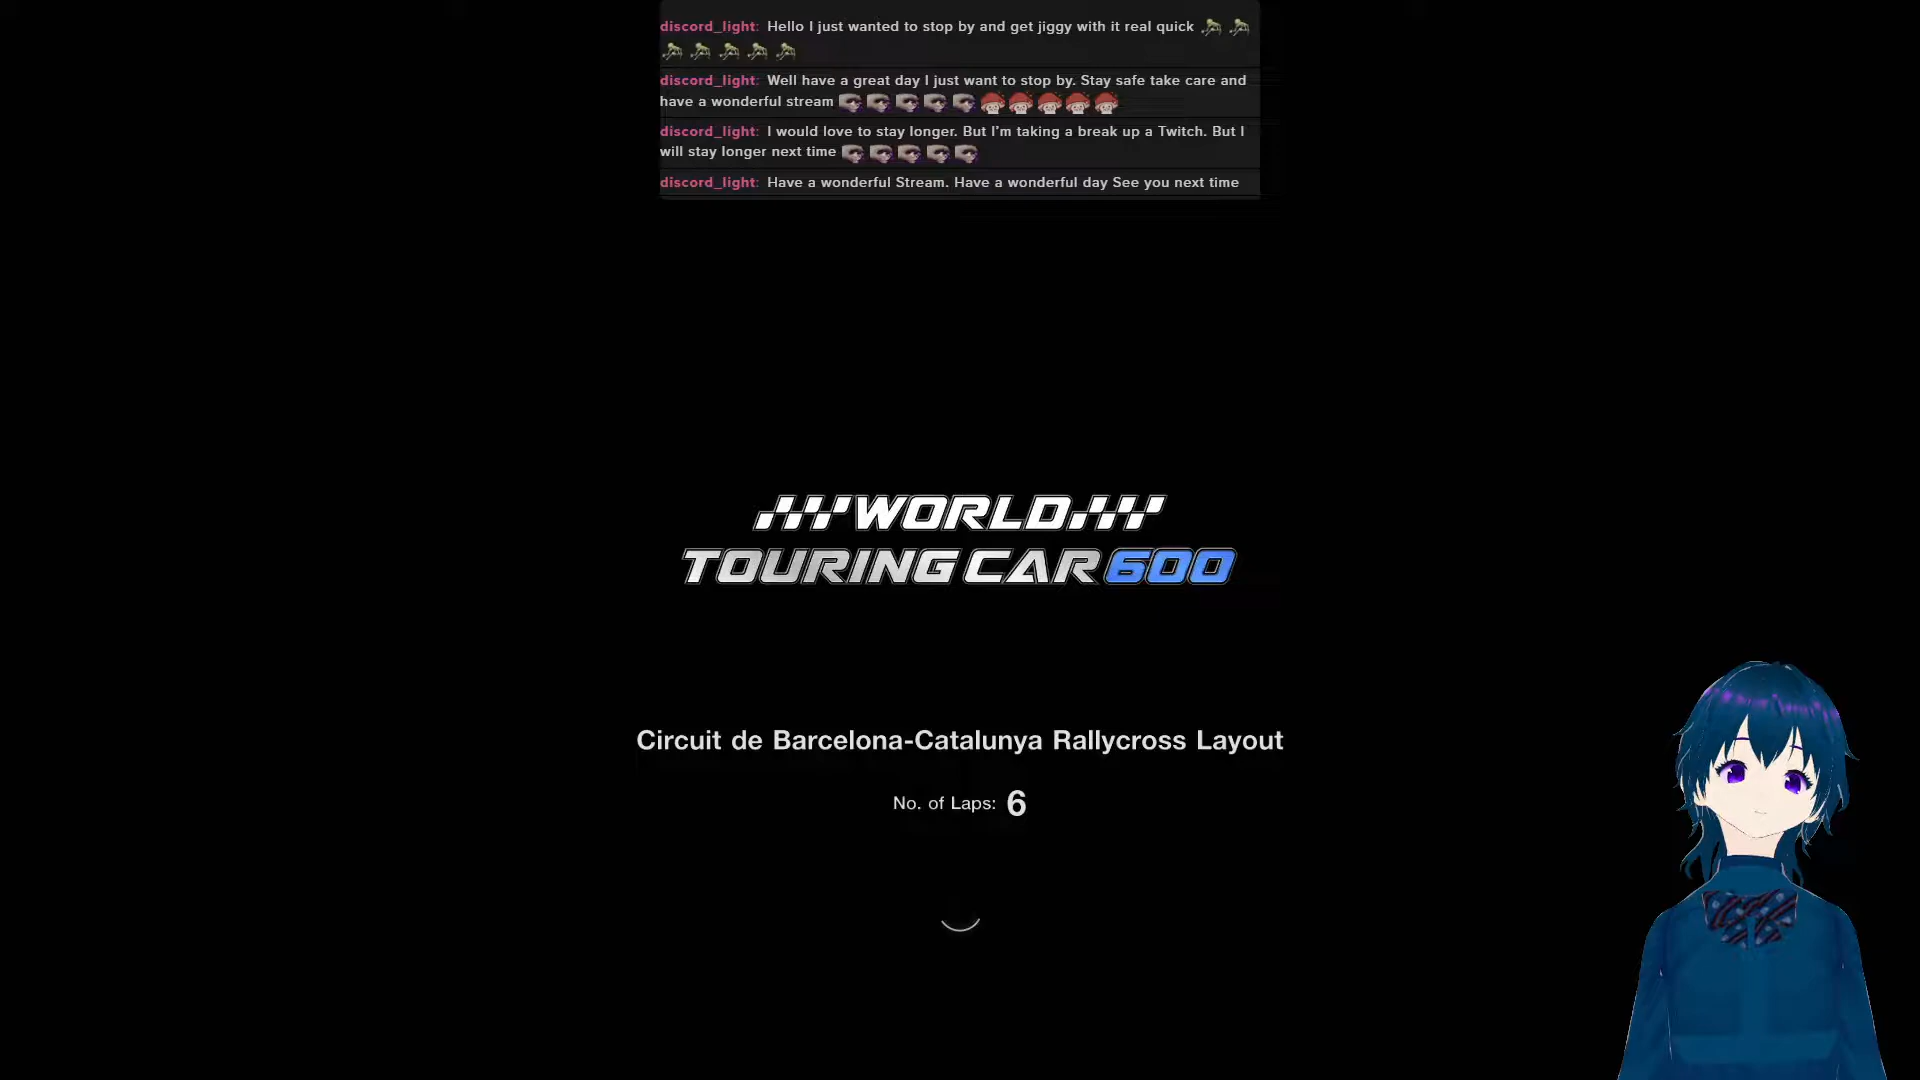 discord_light: Hello I just wanted to stop by and get jiggy with it real quick
discord_light: Well have a great day I just want to stop by. Stay safe take care and
have a wonderful stream
discord_light: I would love to stay longer. But I'm taking a break up a Twitch. But I
will stay longer next time
discord_light: Have a wonderful Stream. Have a wonderful day See you next time
WORLD
TOURING CAR 600
Circuit de Barcelona-Catalunya Rallycross Layout
No. of Laps: 6